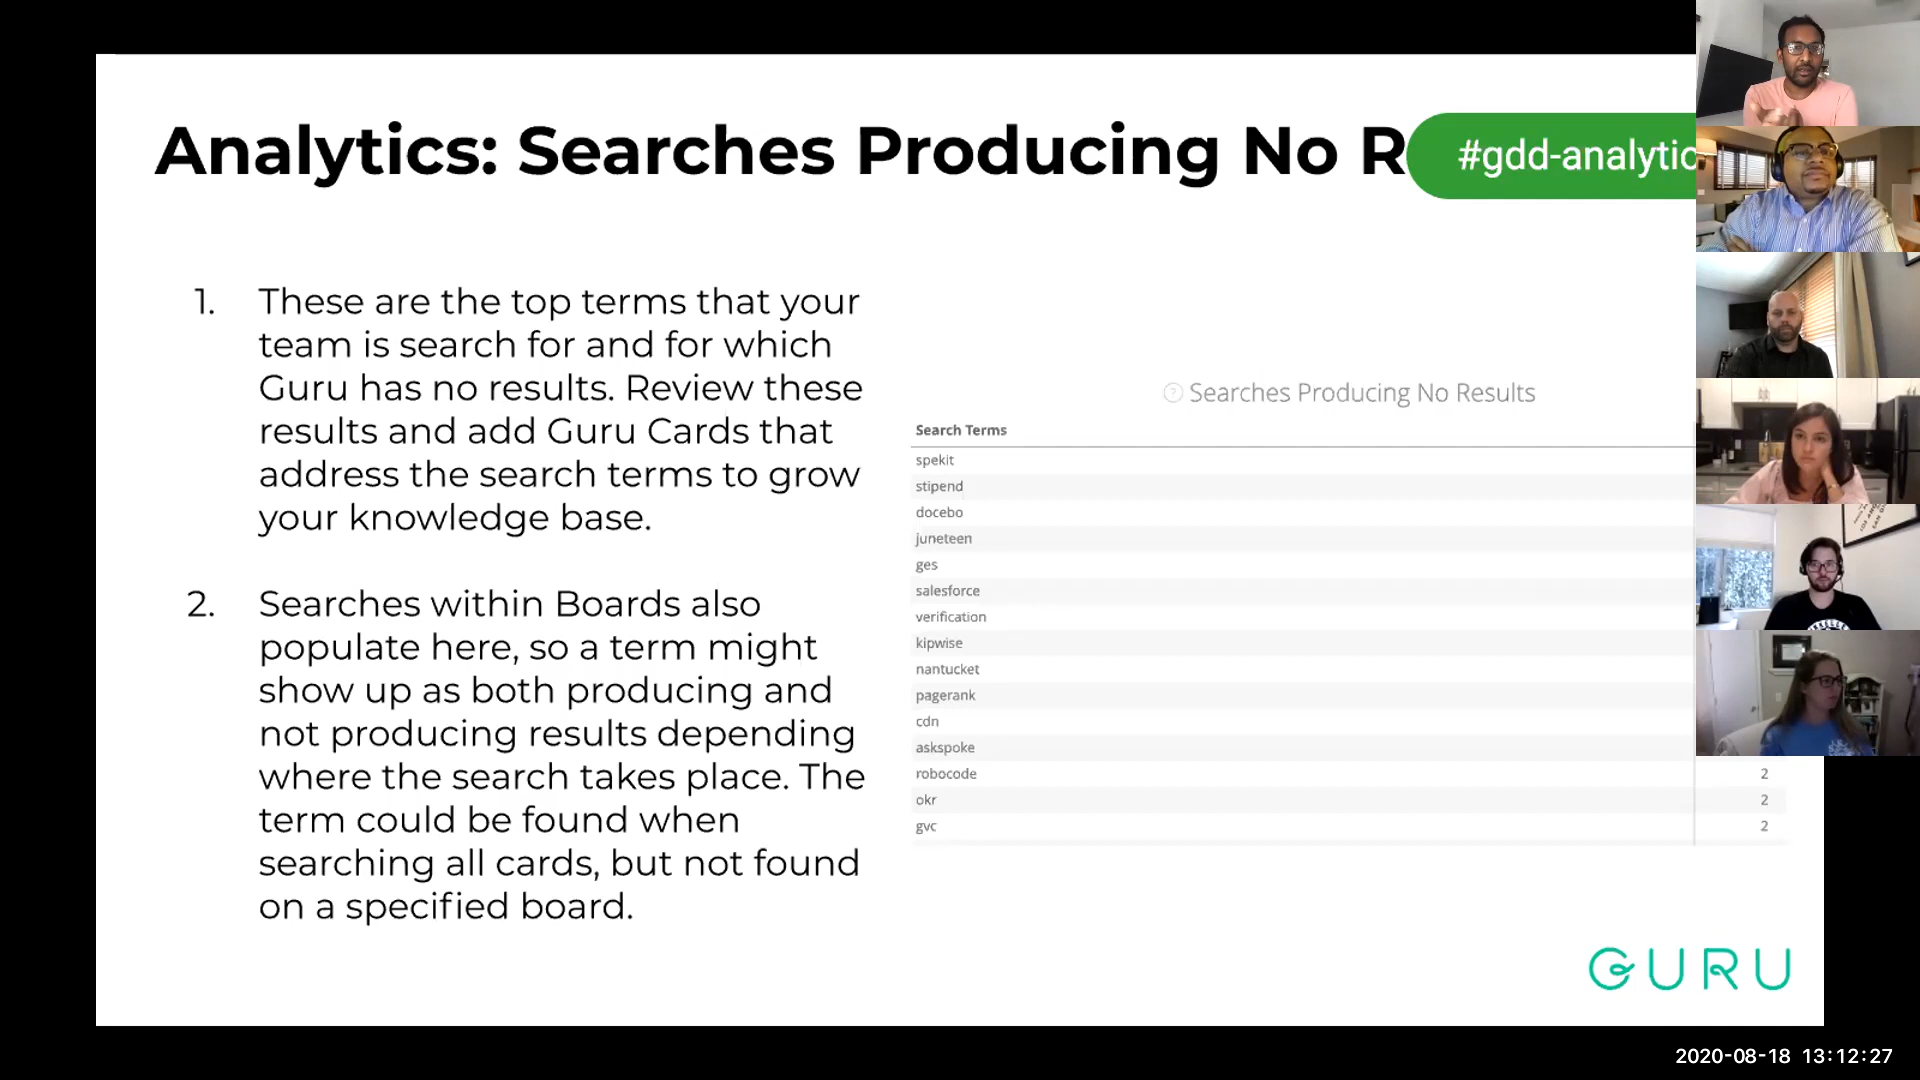 Analytics: Searches Producing No R
#gdd-analytic
1. These are the top terms that your
team is search for and for which
Guru has no results. Review these
results and add Guru Cards that
address the search terms to grow
your knowledge base.
2. Searches within Boards also
populate here, so a term might
show up as both producing and
not producing results depending
where the search takes place. The
term could be found when
searching all cards, but not found
on a specified board.
? Searches Producing No Results
Search Terms
spekit
stipend
docebo
juneteen
ges
salesforce
verification
kipwise
nantucket
pagerank
cdn
askspoke
robocode 2
okr 2
gvc 2
GURU
2020-08-18 13:12:27